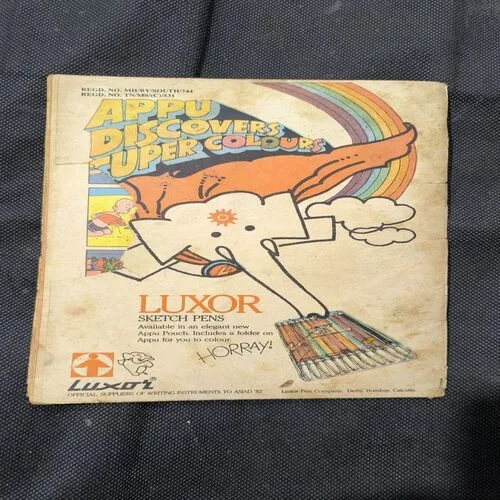 REGD. NO. MH/BY/SOUTH/744
REGD. NO. TN/MS/(C)/531
APPU
DISCOVERS
SUPER COLOURS
LUXOR
SKETCH PENS
Available in an elegant new
Appu Pouch. Includes a folder on
Appu for you to colour.
HORRAY!
Luxor
OFFICIAL SUPPLIERS OF WRITING INSTRUMENTS TO ASIAD '82
Luxor Pen Company. Delhi, Bombay, Calcutta